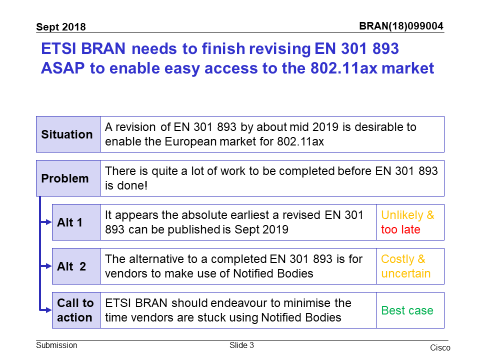 Sept 2018
BRAN(18)099004
ETSI BRAN needs to finish revising EN 301 893
ASAP to enable easy access to the 802.11ax market
Situation
A revision of EN 301 893 by about mid 2019 is desirable to
enable the European market for 802.11ax
Problem
There is quite a lot of work to be completed before EN 301 893
is done!
Alt 1
It appears the absolute earliest a revised EN 301
893 can be published is Sept 2019
Unlikely &
too late
Alt  2
The alternative to a completed EN 301 893 is for
vendors to make use of Notified Bodies
Costly &
uncertain
Call to
action
ETSI BRAN should endeavour to minimise the
time vendors are stuck using Notified Bodies
Best case
Submission
Slide 3
Cisco